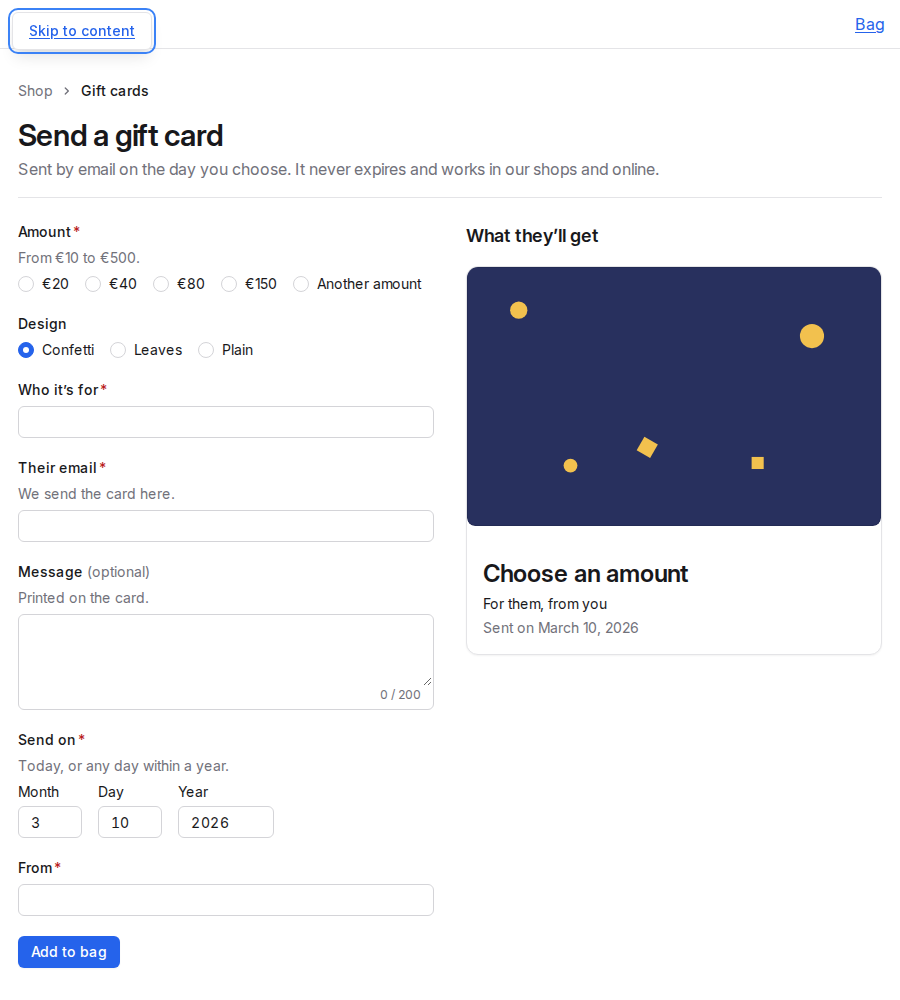 Skip to content
Bag
Shop
Gift cards
Send a gift card
Sent by email on the day you choose. It never expires and works in our shops and online.
Amount *
From €10 to €500.
€20 €40 €80 €150 Another amount
Design
Confetti Leaves Plain
Who it’s for *
Their email *
We send the card here.
Message (optional)
Printed on the card.
0 / 200
Send on *
Today, or any day within a year.
Month Day Year
3 10 2026
From *
Add to bag
What they’ll get
Choose an amount
For them, from you
Sent on March 10, 2026